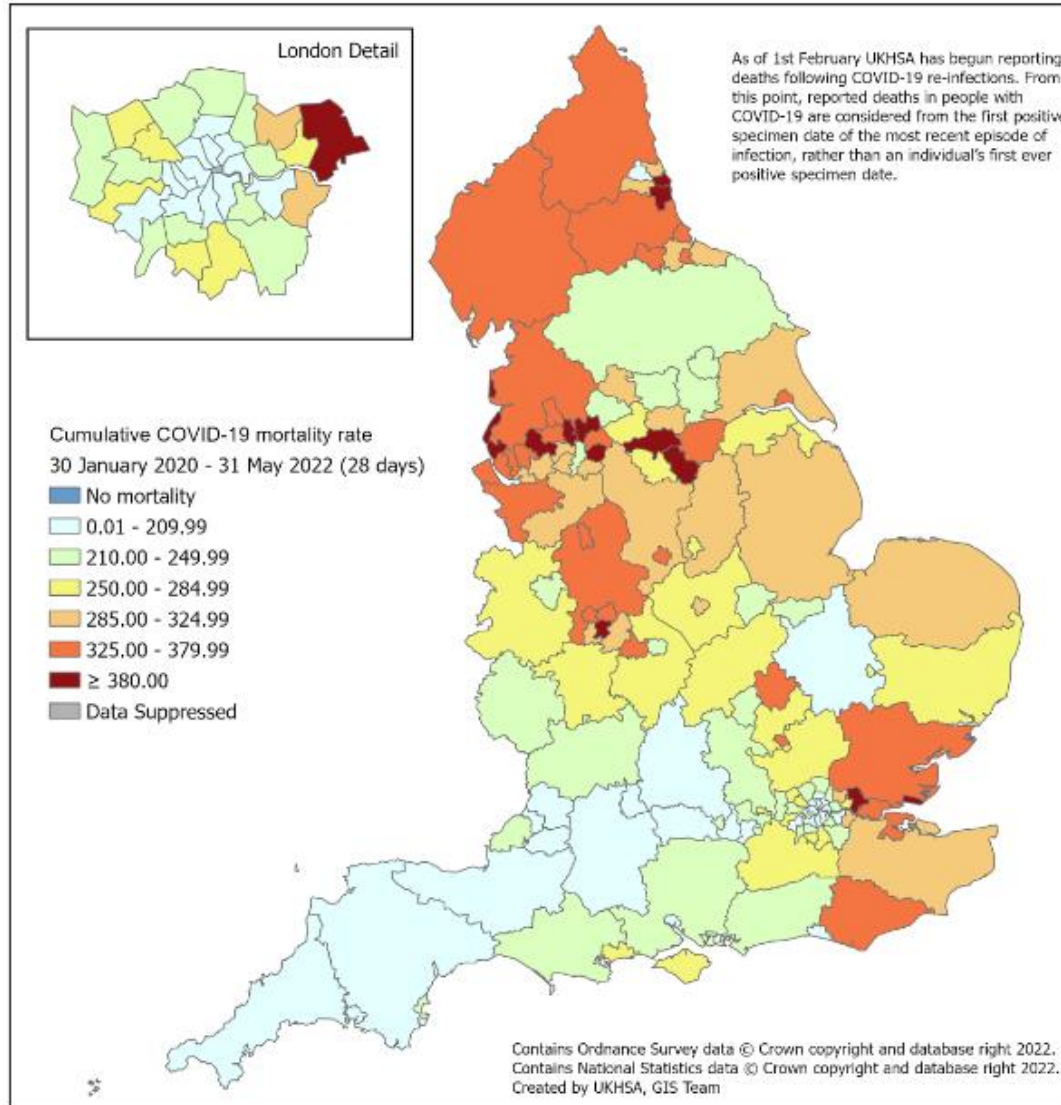 London Detail
As of 1st February UKHSA has begun reporting
deaths following COVID-19 re-infections. From
this point, reported deaths in people with
COVID-19 are considered from the first positive
specimen date of the most recent episode of
infection, rather than an individual's first ever
positive specimen date.
Cumulative COVID-19 mortality rate
30 January 2020 - 31 May 2022 (28 days)
No mortality
0.01 - 209.99
210.00 - 249.99
250.00 - 284.99
285.00 - 324.99
325.00 - 379.99
≥ 380.00
Data Suppressed
Contains Ordnance Survey data © Crown copyright and database right 2022.
Contains National Statistics data © Crown copyright and database right 2022.
Created by UKHSA, GIS Team